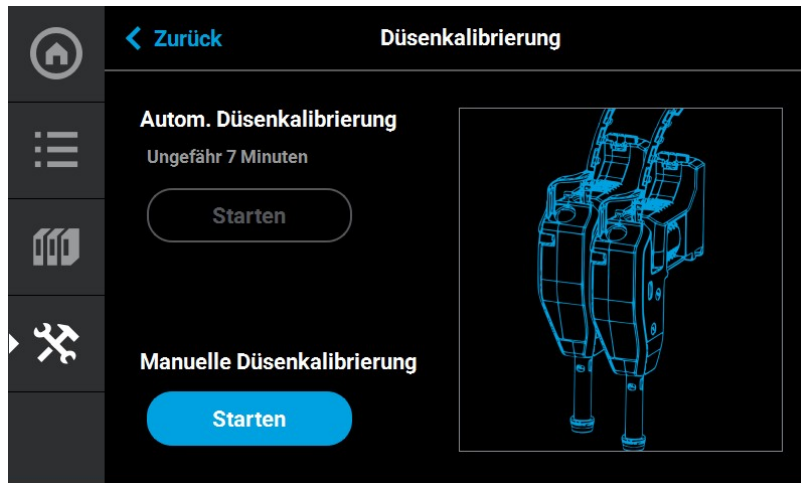 Zurück
Düsenkalibrierung
Autom. Düsenkalibrierung
Ungefähr 7 Minuten
Starten
Manuelle Düsenkalibrierung
Starten